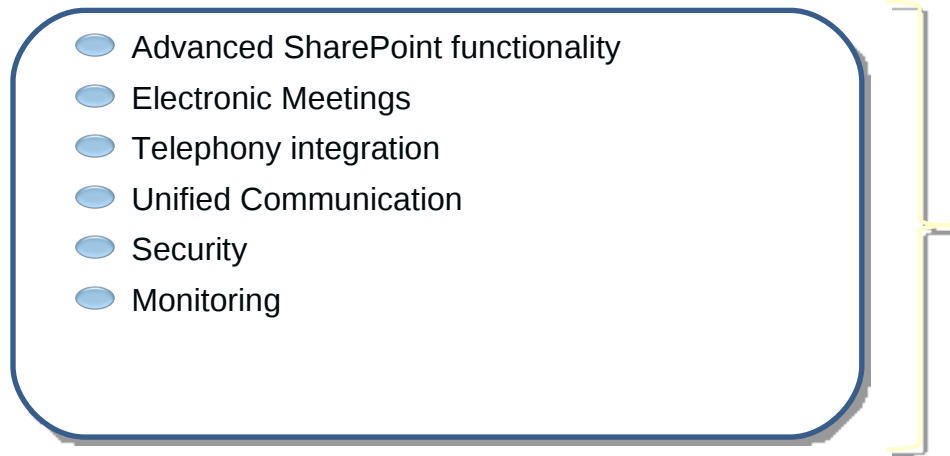 Advanced SharePoint functionality
Electronic Meetings
Telephony integration
Unified Communication
Security
Monitoring